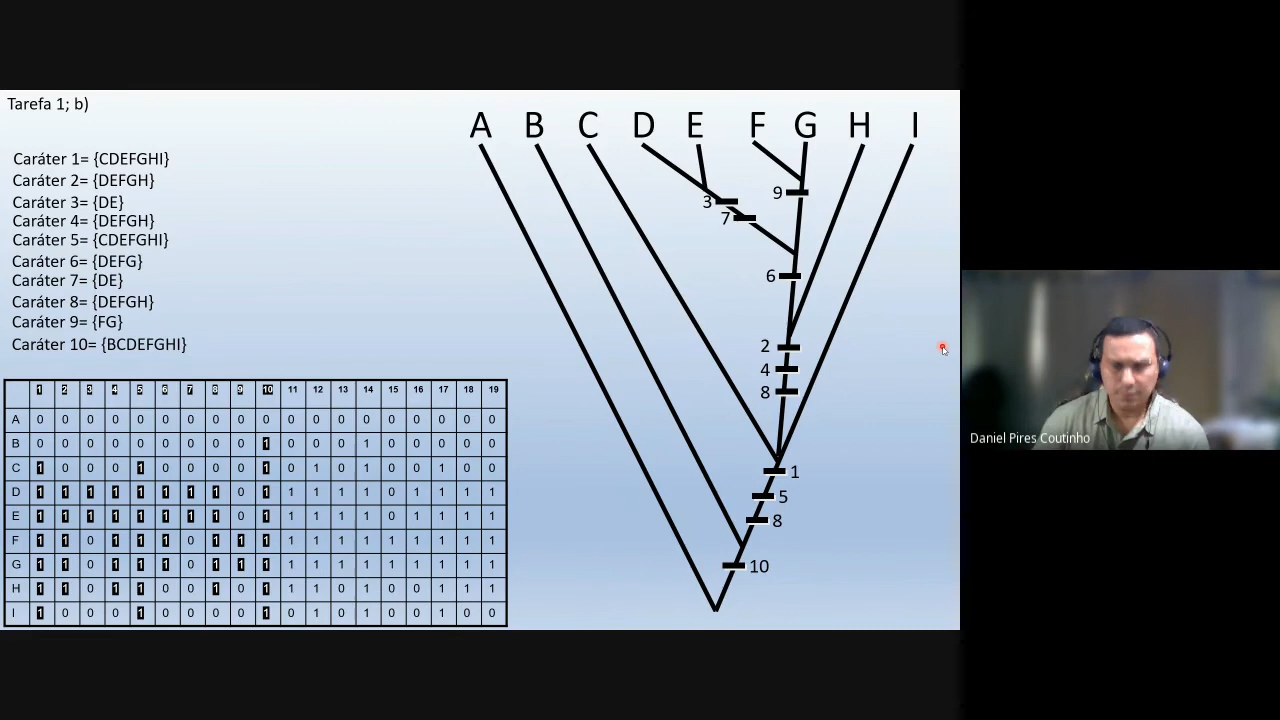 Tarefa 1; b)
A B C D E F G H I
Caráter 1= {CDEFGHI}
Caráter 2= {DEFGH}
Caráter 3= {DE}
Caráter 4= {DEFGH}
Caráter 5= {CDEFGHI}
Caráter 6= {DEFG}
Caráter 7= {DE}
Caráter 8= {DEFGH}
Caráter 9= {FG}
Caráter 10= {BCDEFGHI}
9
3
7
6
2
4
8
1
5
8
10
1 2 3 4 5 6 7 8 9 10 11 12 13 14 15 16 17 18 19
A 0 0 0 0 0 0 0 0 0 0 0 0 0 0 0 0 0 0 0
B 0 0 0 0 0 0 0 0 0 1 0 0 0 1 0 0 0 0 0
C 1 0 0 0 1 0 0 0 0 1 0 1 0 1 0 0 1 0 0
D 1 1 1 1 1 1 1 1 0 1 1 1 1 1 0 1 1 1 1
E 1 1 1 1 1 1 1 1 0 1 1 1 1 1 0 1 1 1 1
F 1 1 0 1 1 1 0 1 1 1 1 1 1 1 1 1 1 1 1
G 1 1 0 1 1 1 0 1 1 1 1 1 1 1 1 1 1 1 1
H 1 1 0 1 1 0 0 1 0 1 1 1 0 1 0 0 1 1 1
I 1 0 0 0 1 0 0 0 0 1 0 1 0 1 0 0 1 0 0
Daniel Pires Coutinho